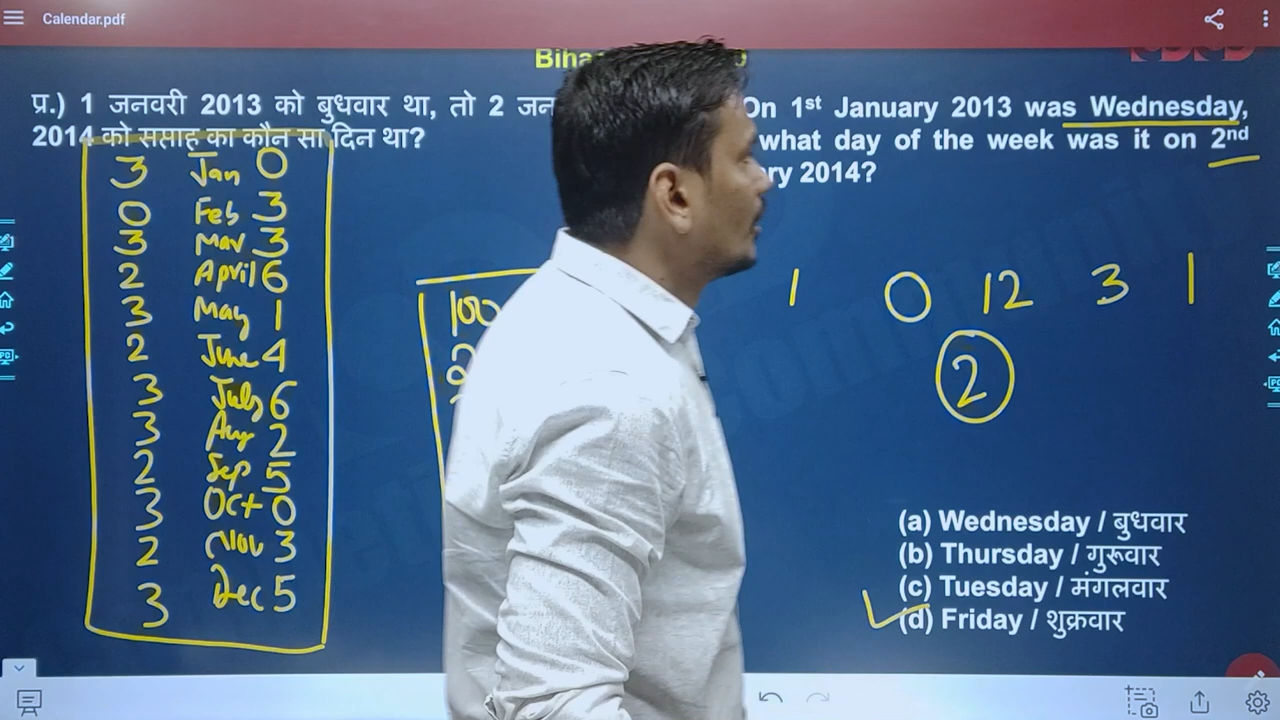 Calendar.pdf
Biha
प्र.) 1 जनवरी 2013 को बुधवार था, तो 2 जन
2014 को सप्ताह का कौन सा दिन था?
On 1st January 2013 was Wednesday,
what day of the week was it on 2nd
ry 2014?
3 Jan 0
0 Feb 3
3 Mar 3
2 April 6
3 May 1
2 June 4
3 July 6
3 Aug 2
2 Sep 5
3 Oct 0
2 Nov 3
3 Dec 5
100
1 0 12 3 1
2
(a) Wednesday / बुधवार
(b) Thursday / गुरूवार
(c) Tuesday / मंगलवार
(d) Friday / शुक्रवार